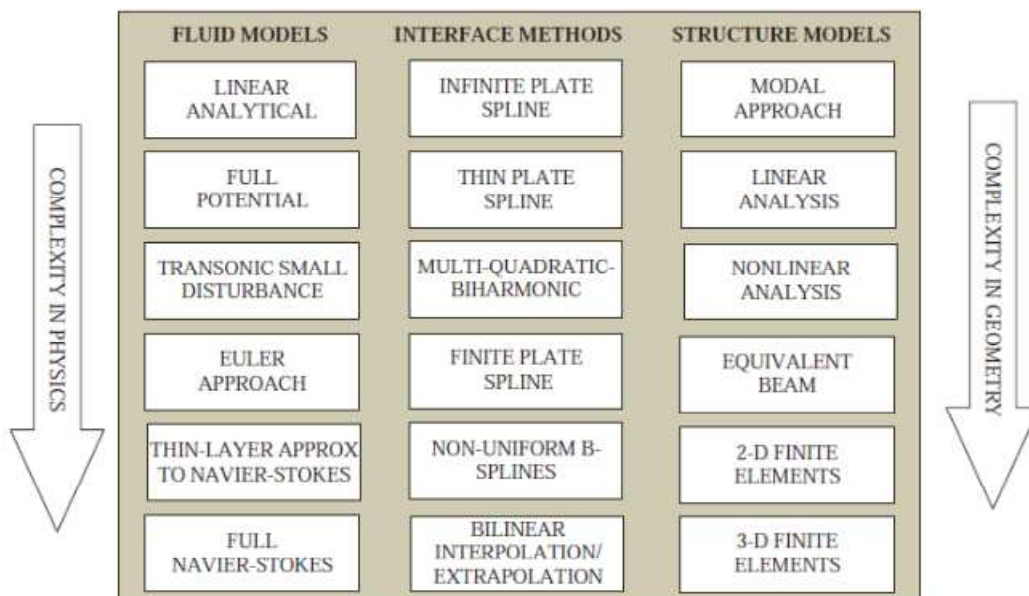 FLUID MODELS
INTERFACE METHODS
STRUCTURE MODELS
COMPLEXITY IN PHYSICS
LINEAR
ANALYTICAL
FULL
POTENTIAL
TRANSONIC SMALL
DISTURBANCE
EULER
APPROACH
THIN-LAYER APPROX
TO NAVIER-STOKES
FULL
NAVIER-STOKES
INFINITE PLATE
SPLINE
THIN PLATE
SPLINE
MULTI-QUADRATIC-
BIHARMONIC
FINITE PLATE
SPLINE
NON-UNIFORM B-
SPLINES
BILINEAR
INTERPOLATION/
EXTRAPOLATION
MODAL
APPROACH
LINEAR
ANALYSIS
NONLINEAR
ANALYSIS
EQUIVALENT
BEAM
2-D FINITE
ELEMENTS
3-D FINITE
ELEMENTS
COMPLEXITY IN GEOMETRY